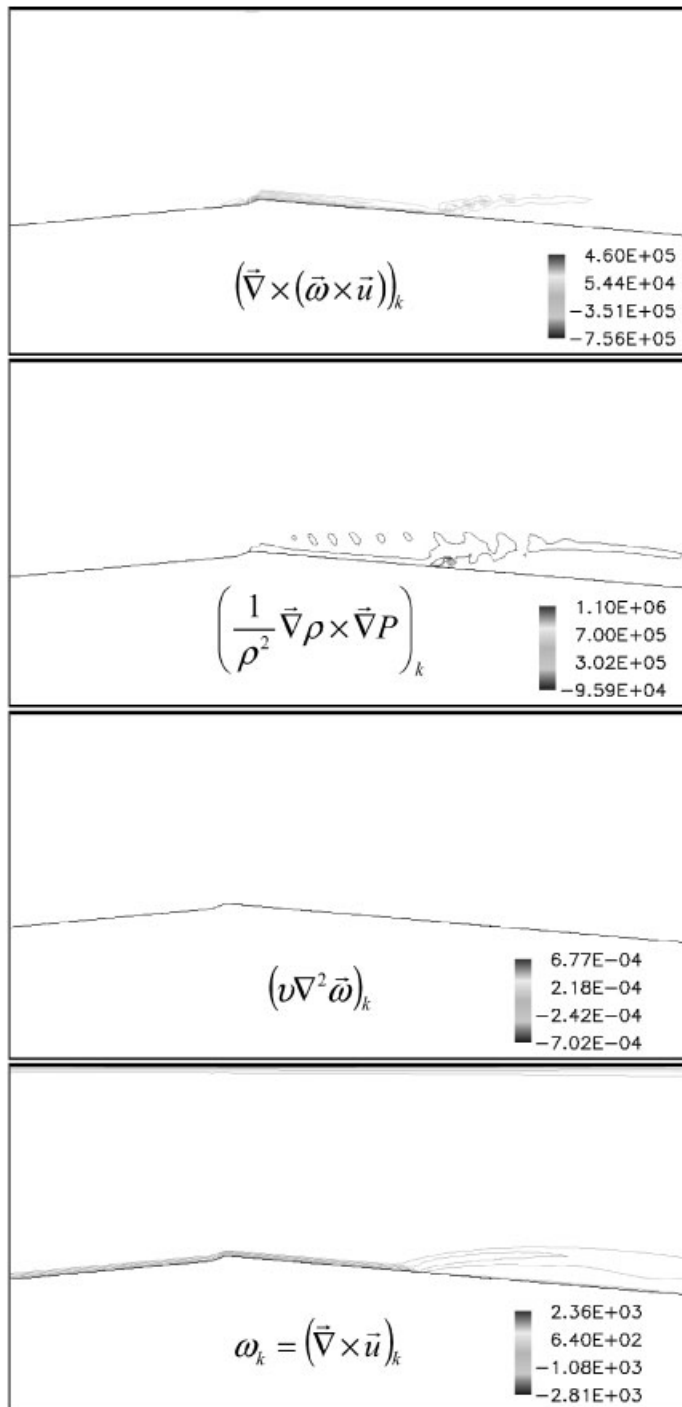 (∇⃗×(ω⃗×u⃗))ₖ
4.60E+05
5.44E+04
−3.51E+05
−7.56E+05
(1/ρ² ∇⃗ρ×∇⃗P)ₖ
1.10E+06
7.00E+05
3.02E+05
−9.59E+04
(υ∇²ω⃗)ₖ
6.77E−04
2.18E−04
−2.42E−04
−7.02E−04
ωₖ = (∇⃗×u⃗)ₖ
2.36E+03
6.40E+02
−1.08E+03
−2.81E+03